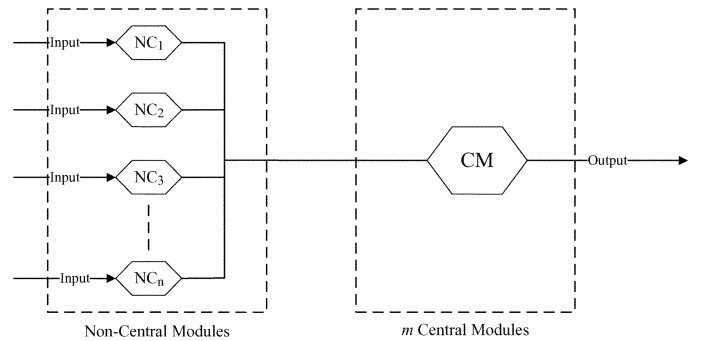 Input
NC1
Input
NC2
Input
NC3
Input
NCn
CM
Output
Non-Central Modules
m Central Modules